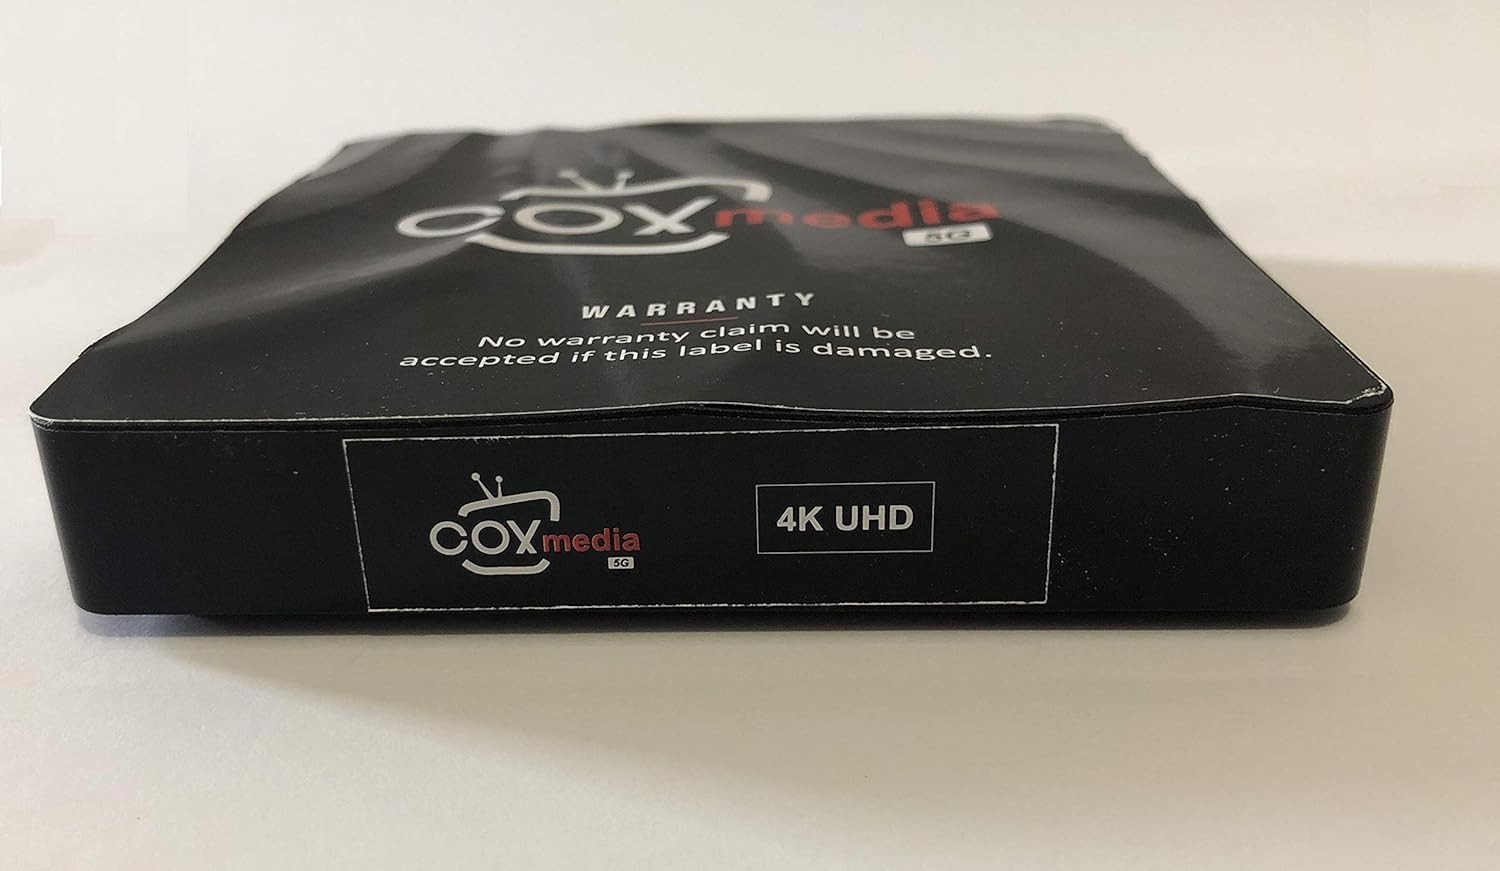 COX media
5G
WARRANTY
No warranty claim will be
accepted if this label is damaged.
COX media
5G
4K UHD